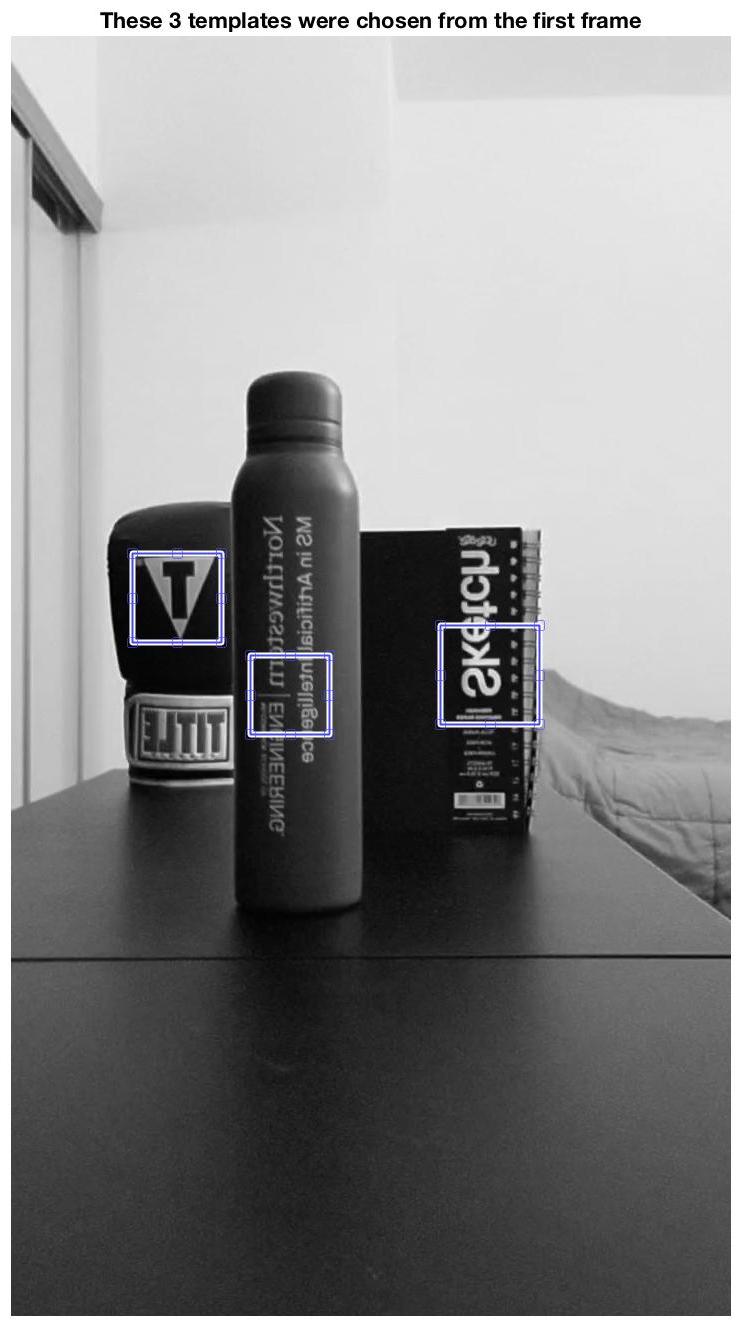 These 3 templates were chosen from the first frame
T
TITLE
Northwestern | ENGINEERING
MS in Artificial Intelligence
Sketch